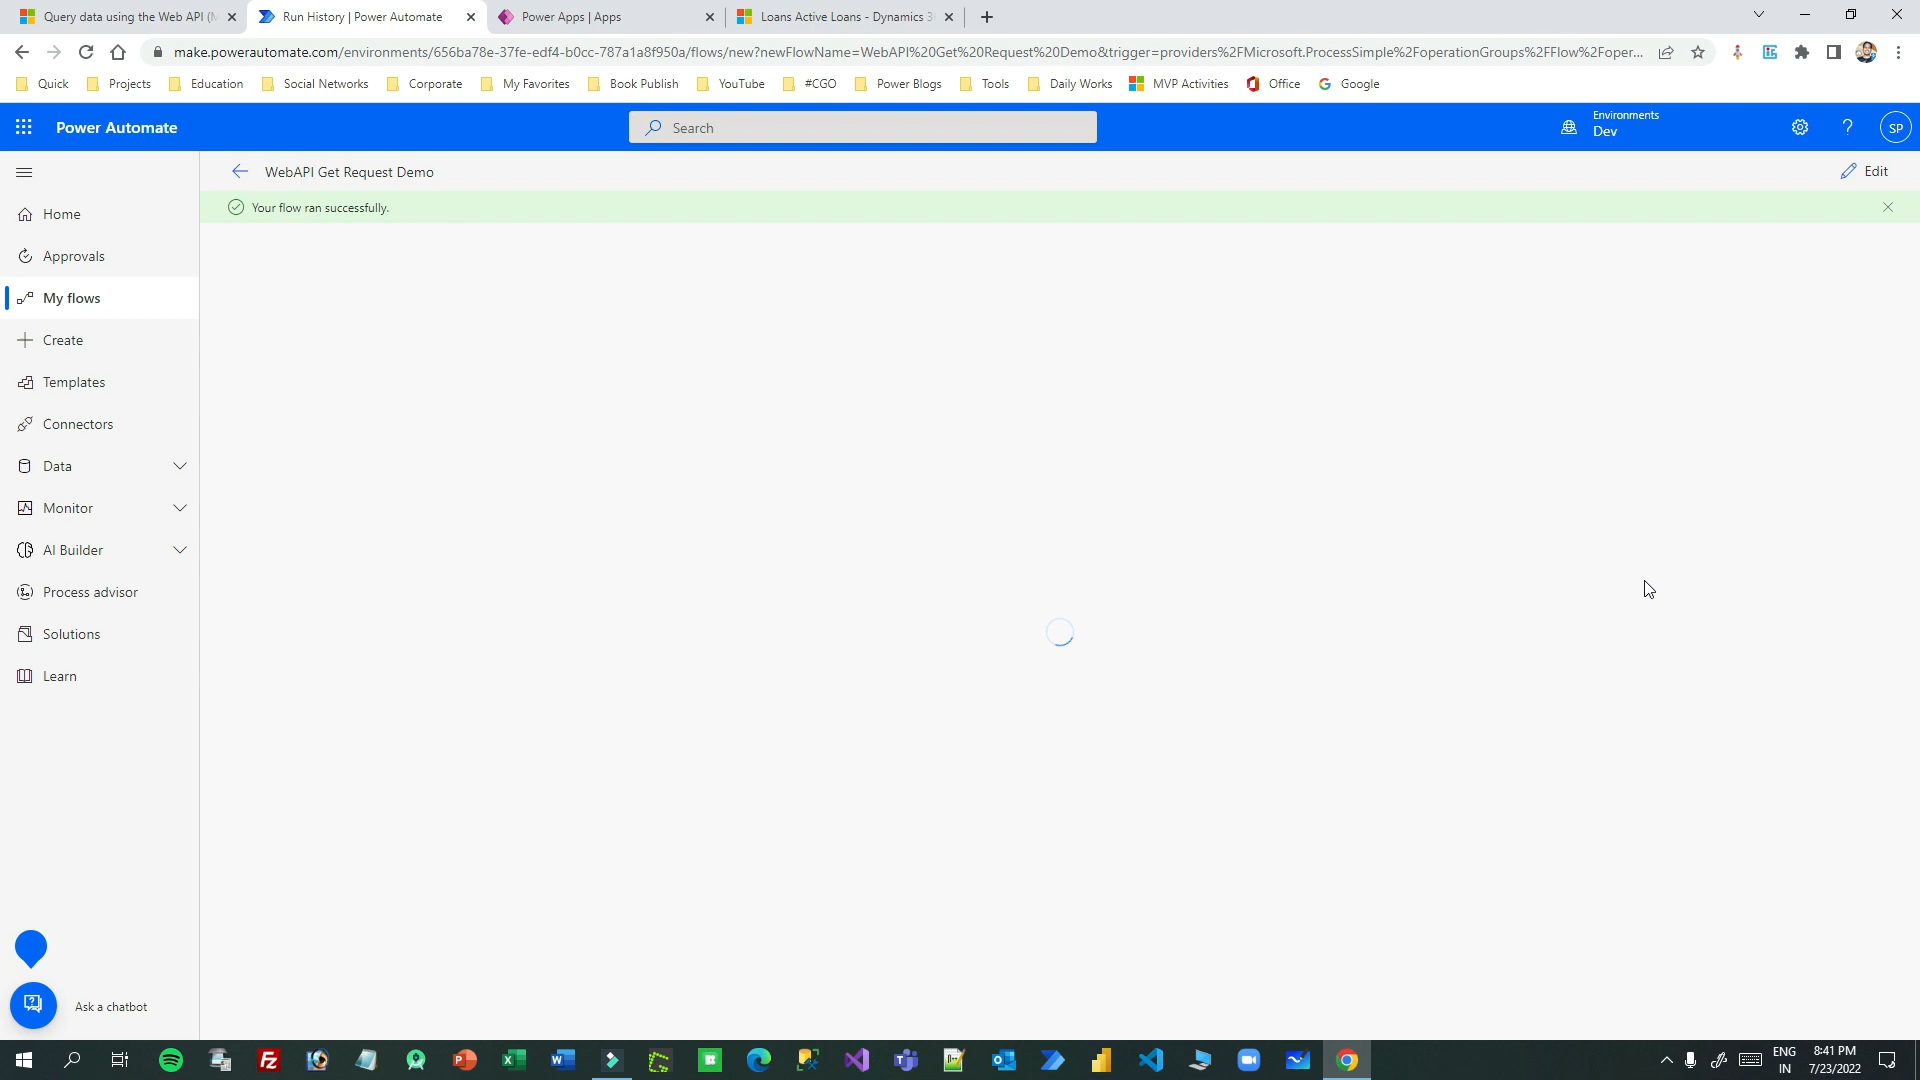 Query data using the Web API (M
Run History | Power Automate
Power Apps | Apps
Loans Active Loans - Dynamics 3
make.powerautomate.com/environments/656ba78e-37fe-edf4-b0cc-787a1a8f950a/flows/new?newFlowName=WebAPI%20Get%20Request%20Demo&trigger=providers%2FMicrosoft.ProcessSimple%2FoperationGroups%2FFlow%2Foper...
Quick Projects Education Social Networks Corporate My Favorites Book Publish YouTube #CGO Power Blogs Tools Daily Works MVP Activities Office Google
Power Automate
Search
Environments
Dev
SP
WebAPI Get Request Demo
Edit
Your flow ran successfully.
Home
Approvals
My flows
Create
Templates
Connectors
Data
Monitor
AI Builder
Process advisor
Solutions
Learn
Ask a chatbot
ENG
IN
8:41 PM
7/23/2022